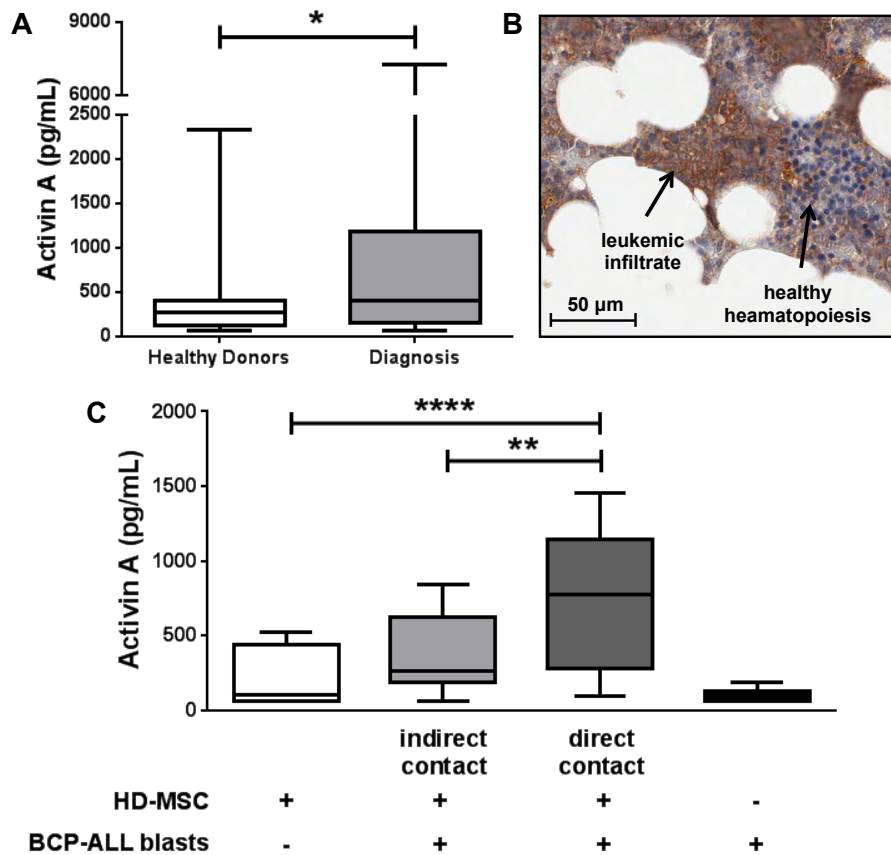 A
Activin A (pg/mL)
9000
6000
2500
2000
1500
1000
500
0
*
Healthy Donors
Diagnosis
B
leukemic
infiltrate
healthy
heamatopoiesis
50 µm
C
Activin A (pg/mL)
2000
1500
1000
500
0
****
**
indirect
contact
direct
contact
HD-MSC + + + -
BCP-ALL blasts - + + +